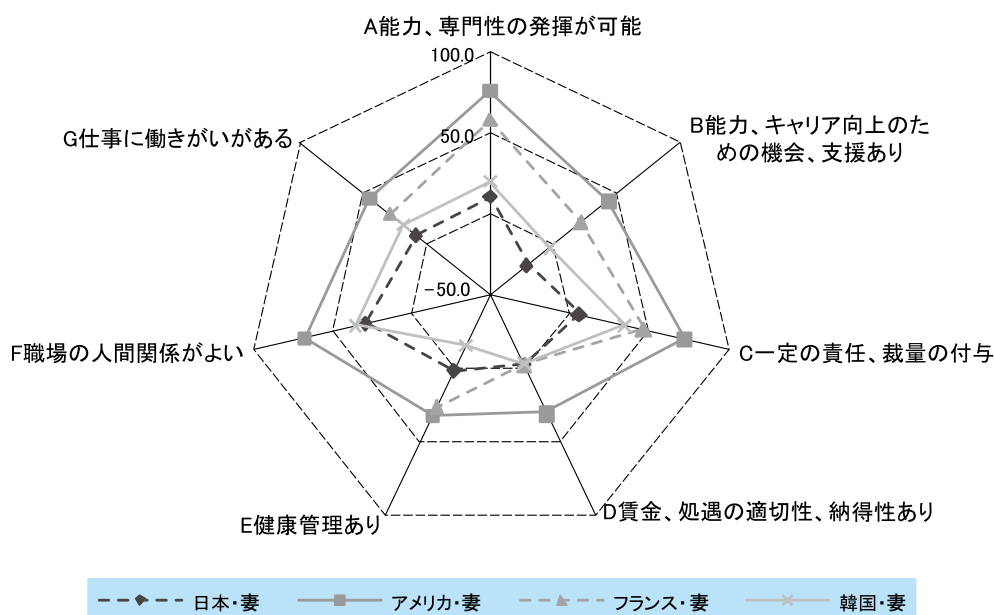 A能力、専門性の発揮が可能
100.0
B能力、キャリア向上のた
めの機会、支援あり
50.0
G仕事に働きがいがある
−50.0
F職場の人間関係がよい
C一定の責任、裁量の付与
D賃金、処遇の適切性、納得性あり
E健康管理あり
日本・妻 アメリカ・妻 フランス・妻 韓国・妻